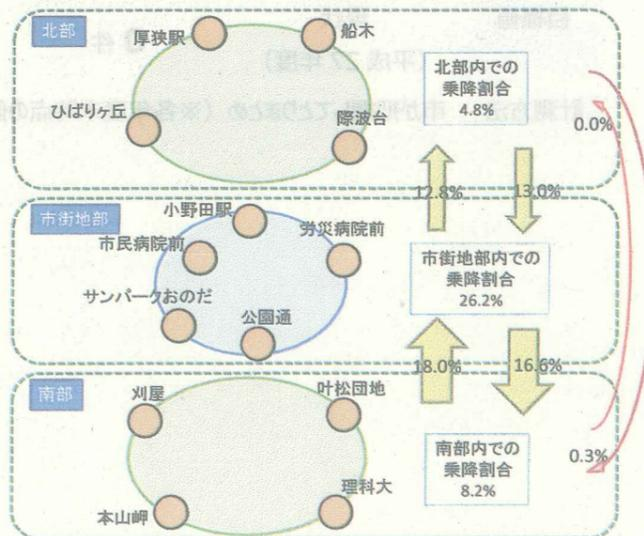 北部
厚狭駅
船木
ひばりヶ丘
際波台
北部内での
乗降割合
4.8%
0.0%
12.8%
13.0%
市街地部
小野田駅
市民病院前
労災病院前
サンパークおのだ
公園通
市街地部内での
乗降割合
26.2%
18.0%
16.6%
南部
刈屋
叶松団地
本山岬
理科大
南部内での
乗降割合
8.2%
0.3%